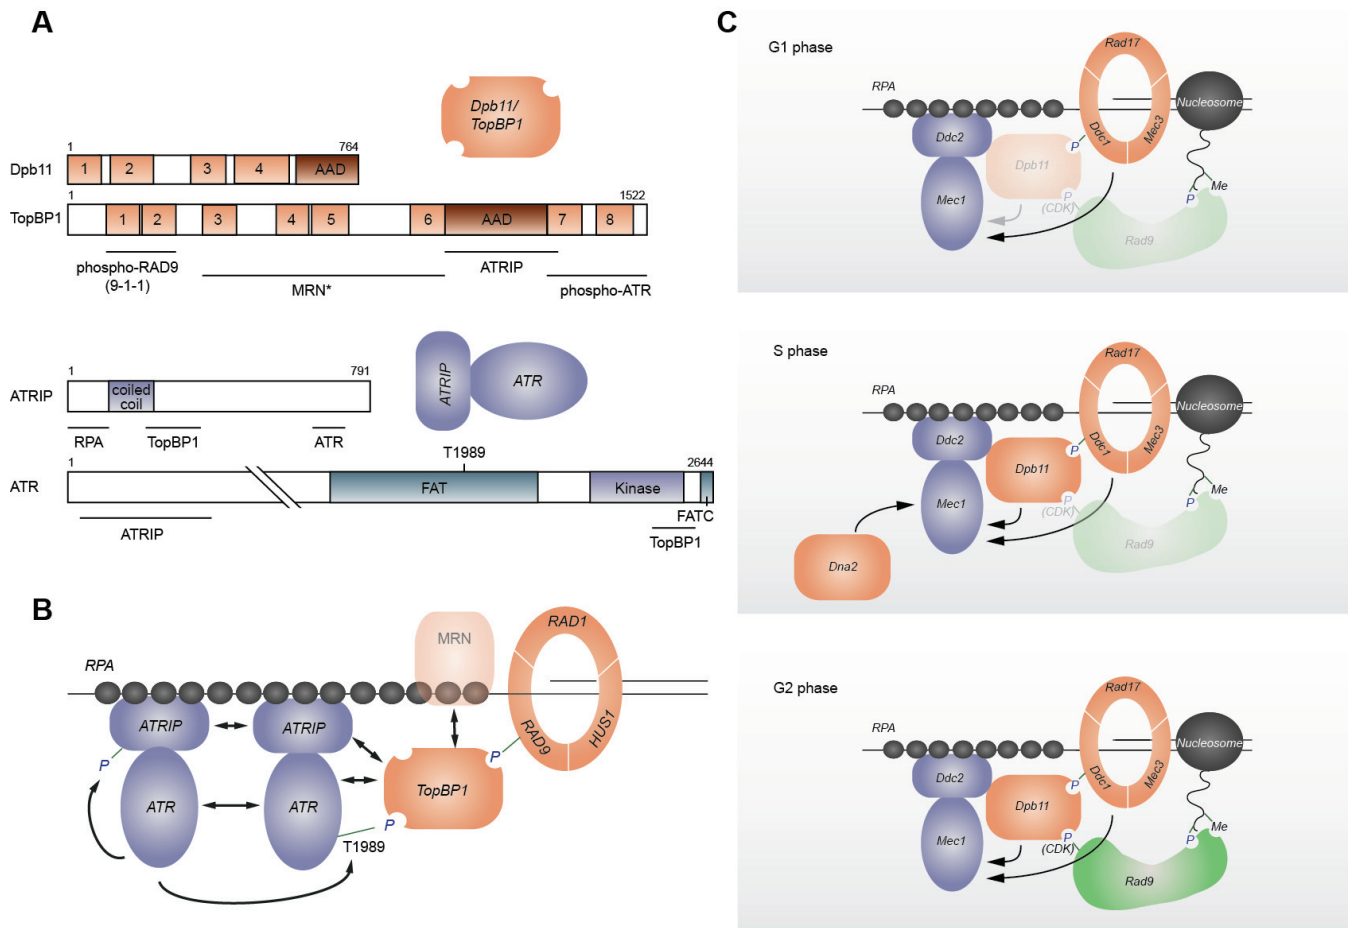 A
Dpb11/
TopBP1
1
764
Dpb11
1
2
3
4
AAD
1
1522
TopBP1
1
2
3
4
5
6
AAD
7
8
phospho-RAD9
(9-1-1)
MRN*
ATRIP
phospho-ATR
1
791
ATRIP
coiled
coil
RPA
TopBP1
ATR
ATRIP
ATR
T1989
1
2644
ATR
FAT
Kinase
FATC
ATRIP
TopBP1
B
MRN
RAD1
RAD9
HUS1
RPA
ATRIP
ATRIP
P
P
TopBP1
ATR
ATR
P
T1989
C
G1 phase
RPA
Rad17
Ddc1
Mec3
Nucleosome
Ddc2
Dpb11
P
Mec1
P
(CDK)
P
Me
Rad9
S phase
RPA
Rad17
Ddc1
Mec3
Nucleosome
Ddc2
Dpb11
P
Mec1
P
(CDK)
P
Me
Rad9
Dna2
G2 phase
RPA
Rad17
Ddc1
Mec3
Nucleosome
Ddc2
Dpb11
P
Mec1
P
(CDK)
P
Me
Rad9